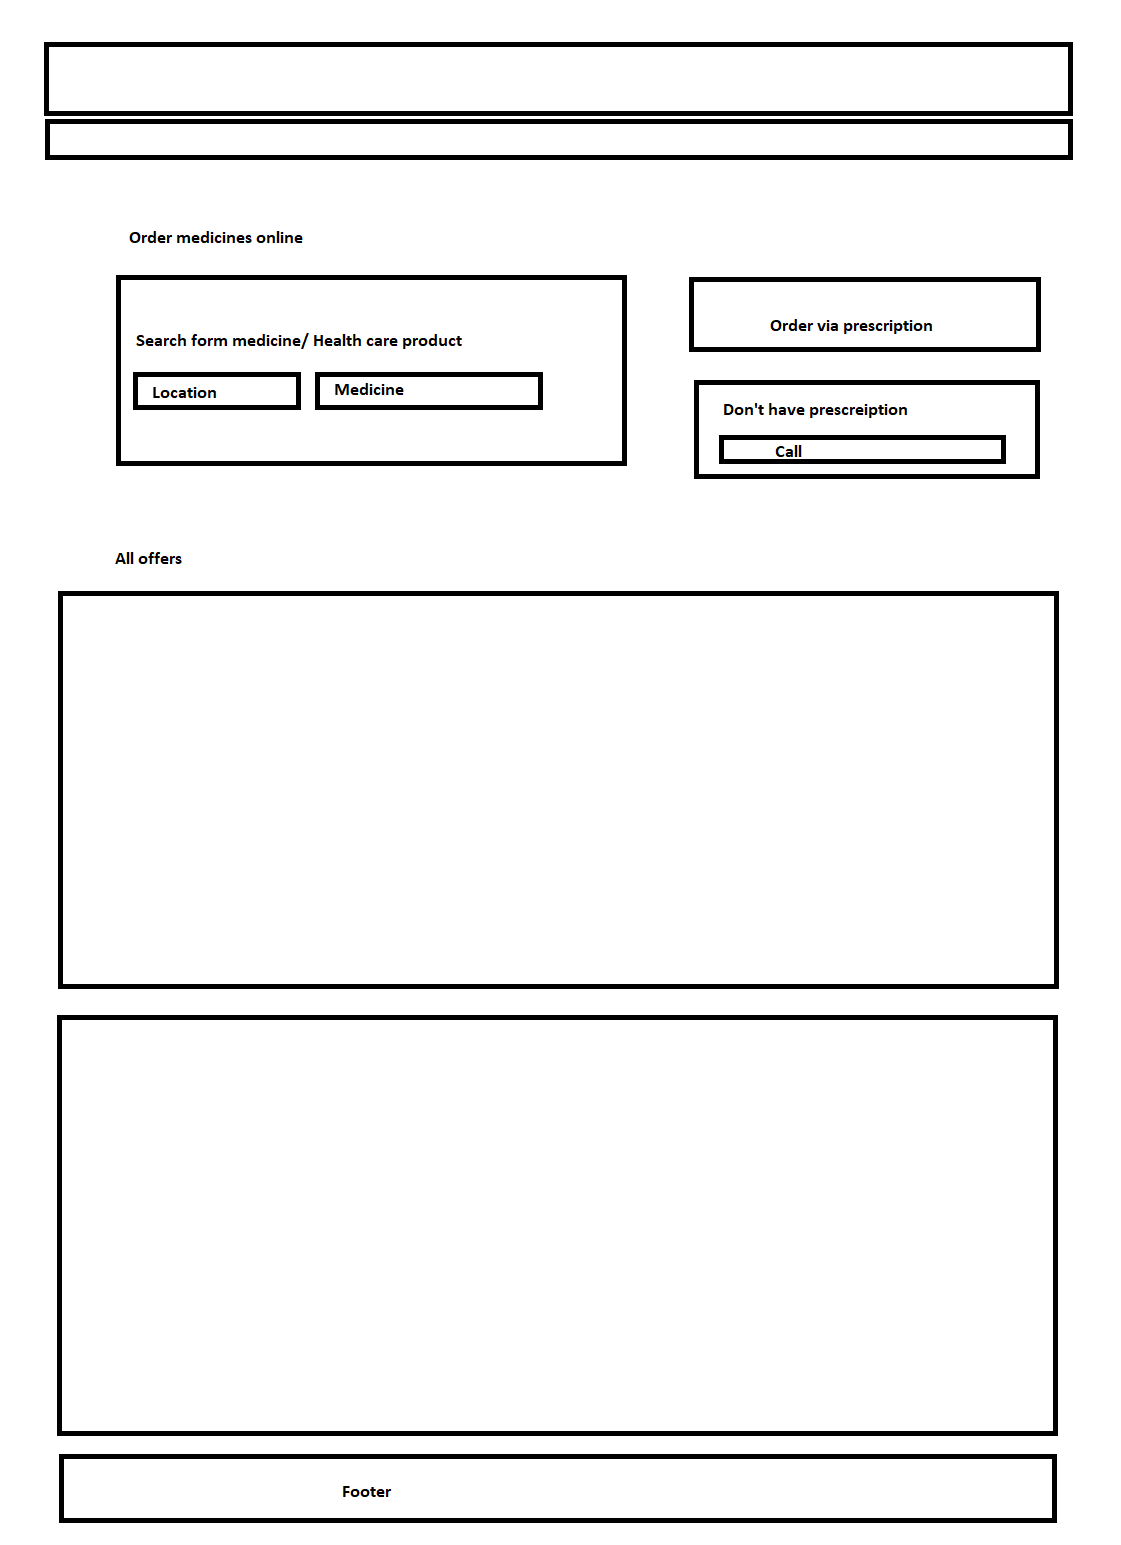 Order medicines online
Search form medicine/ Health care product
Location
Medicine
Order via prescription
Don't have prescreiption
Call
All offers
Footer